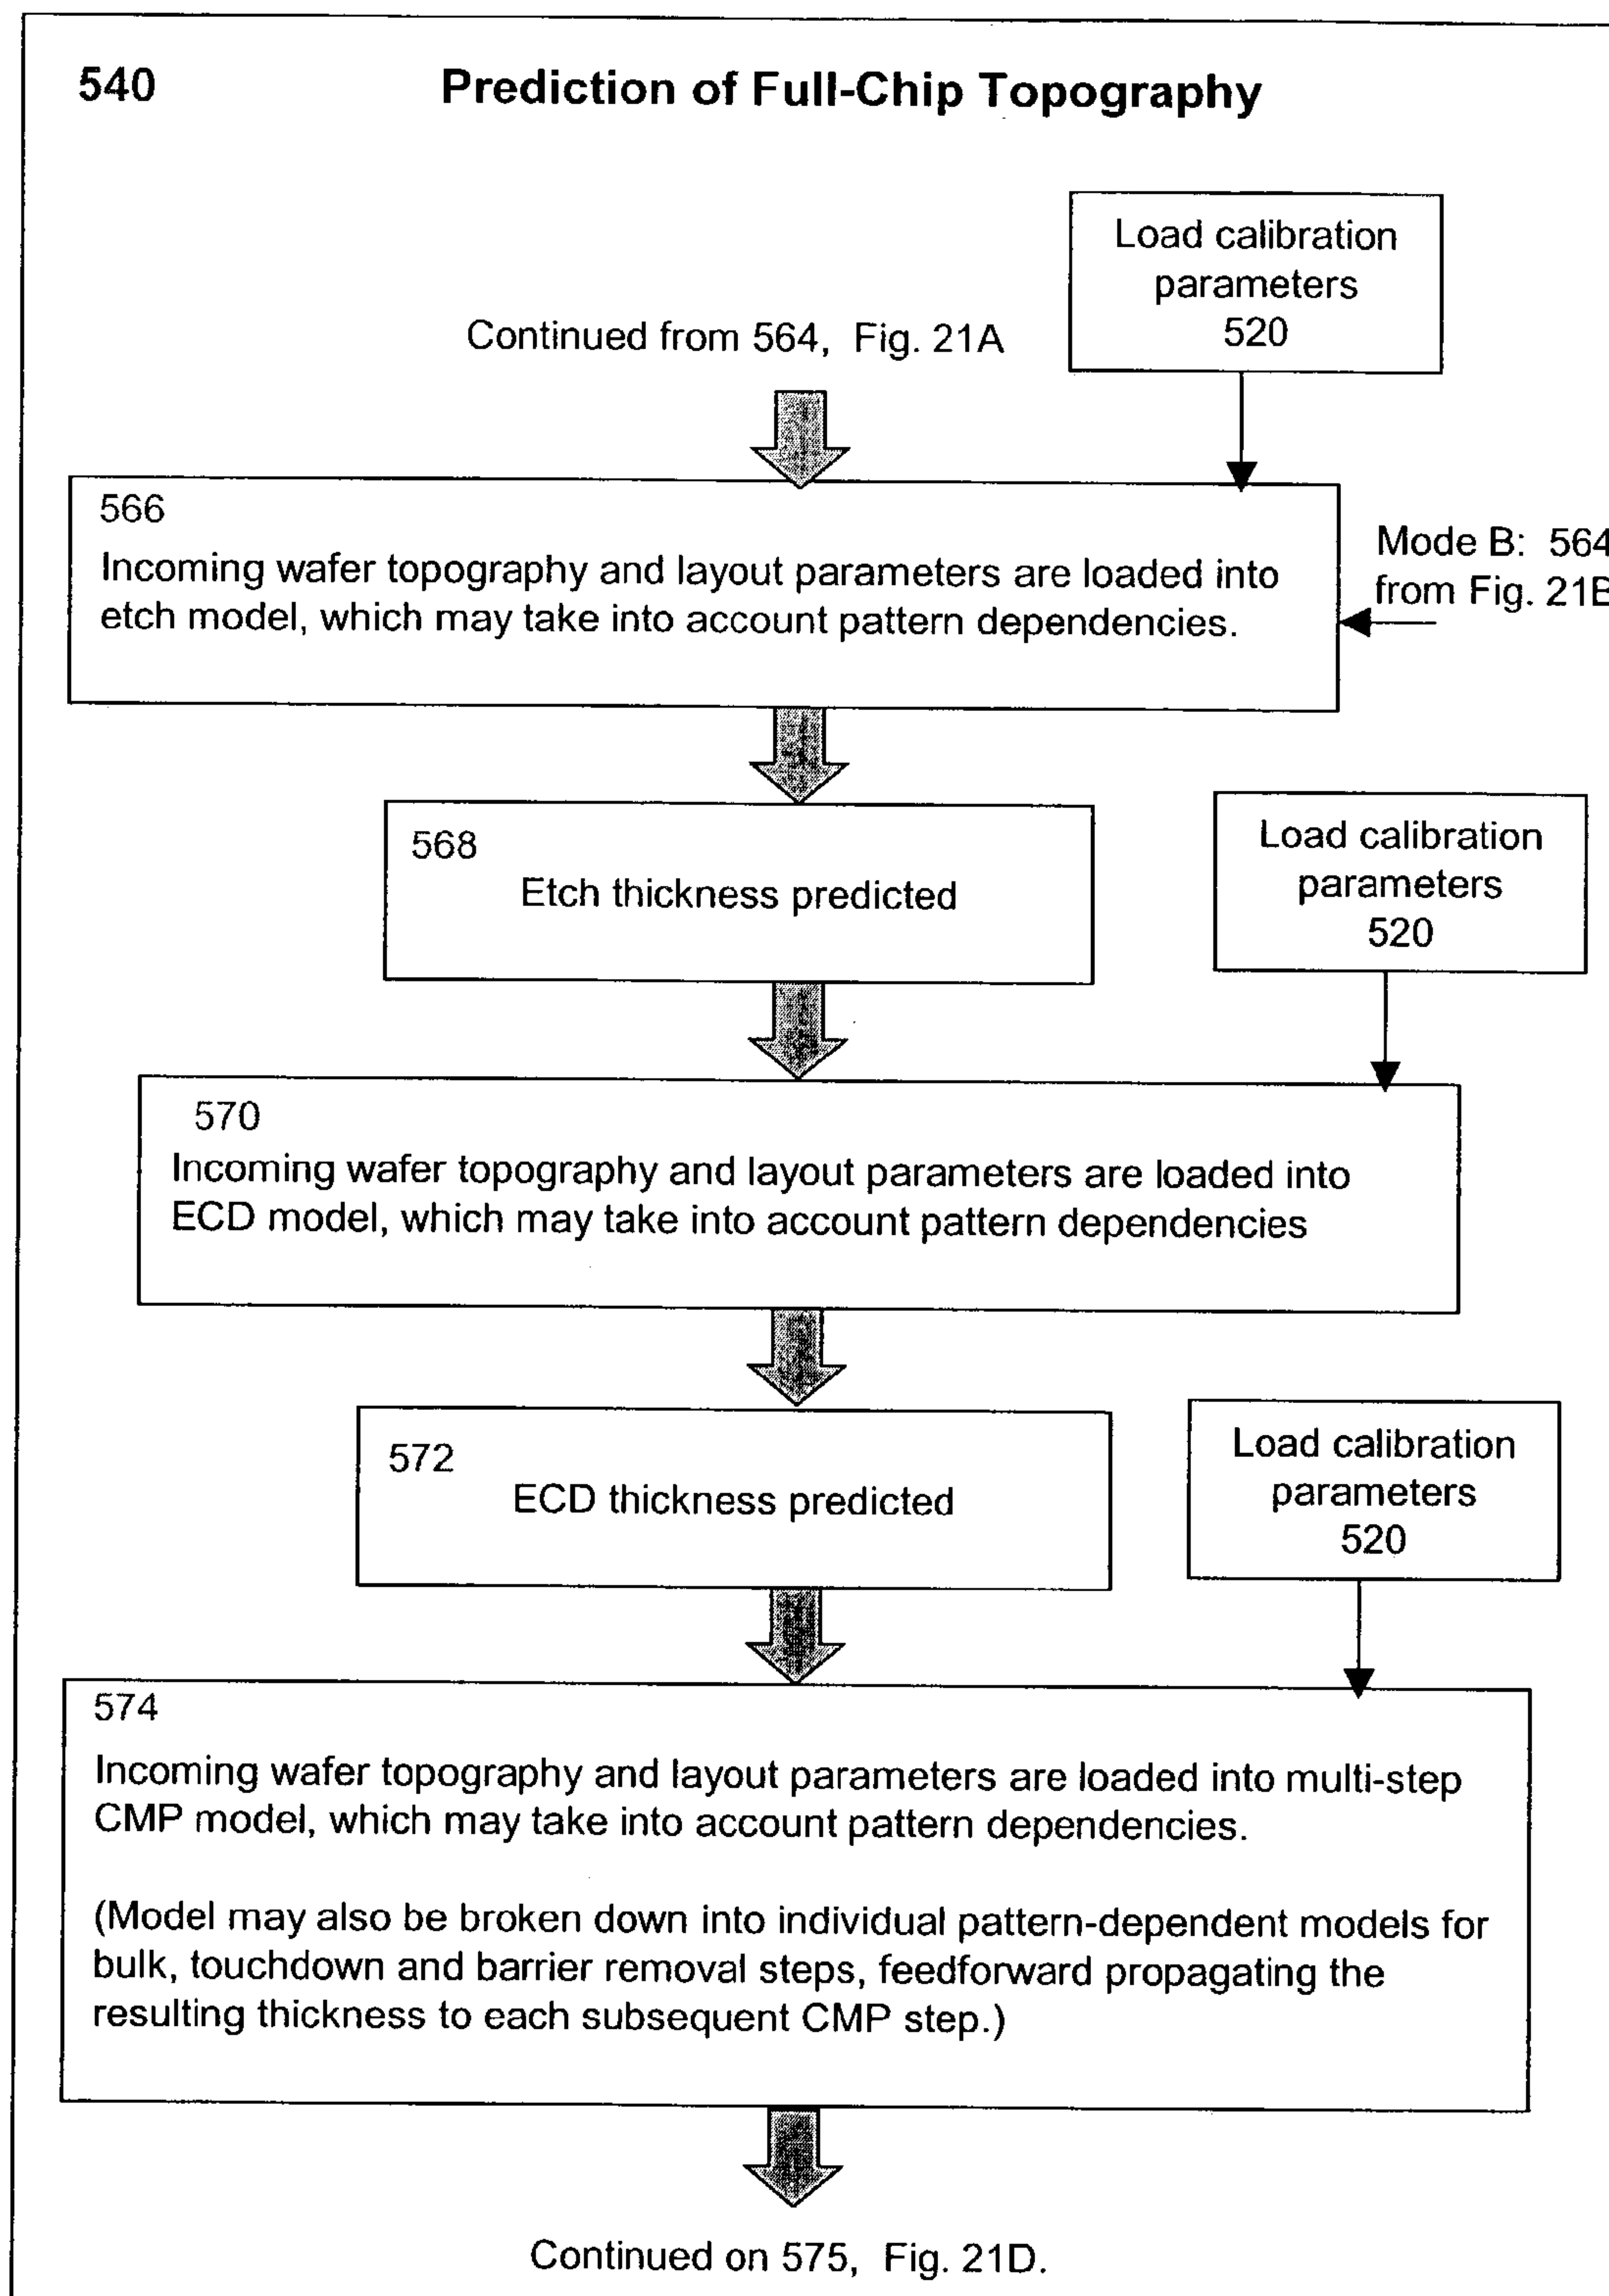 540 Prediction of Full-Chip Topography
Load calibration
parameters
520
Continued from 564, Fig. 21A
566
Incoming wafer topography and layout parameters are loaded into
etch model, which may take into account pattern dependencies.
Mode B: 564
from Fig. 21B
568
Etch thickness predicted
Load calibration
parameters
520
570
Incoming wafer topography and layout parameters are loaded into
ECD model, which may take into account pattern dependencies
572
ECD thickness predicted
Load calibration
parameters
520
574
Incoming wafer topography and layout parameters are loaded into multi-step
CMP model, which may take into account pattern dependencies.
(Model may also be broken down into individual pattern-dependent models for
bulk, touchdown and barrier removal steps, feedforward propagating the
resulting thickness to each subsequent CMP step.)
Continued on 575, Fig. 21D.